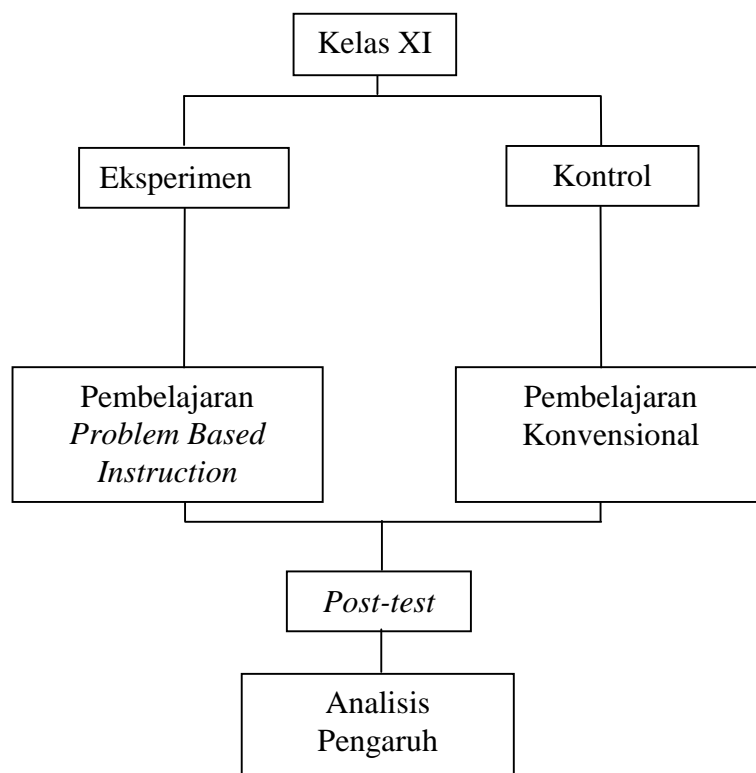 Kelas XI
Eksperimen
Kontrol
Pembelajaran
Problem Based
Instruction
Pembelajaran
Konvensional
Post-test
Analisis
Pengaruh